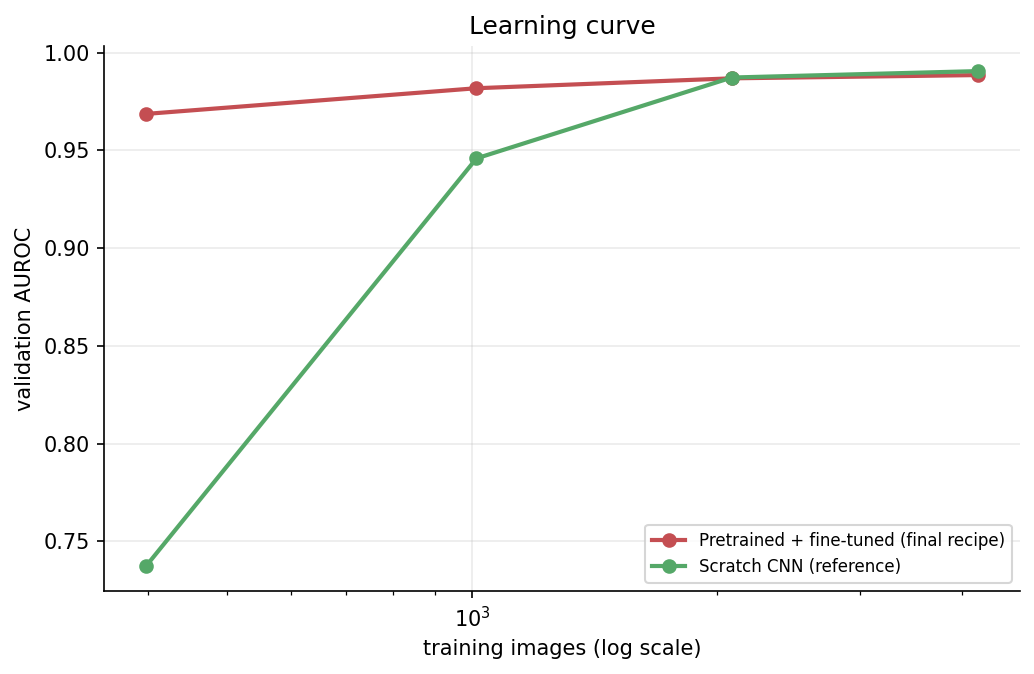 Learning curve
1.00
0.95
0.90
0.85
0.80
0.75
validation AUROC
10³
training images (log scale)
Pretrained + fine-tuned (final recipe)
Scratch CNN (reference)